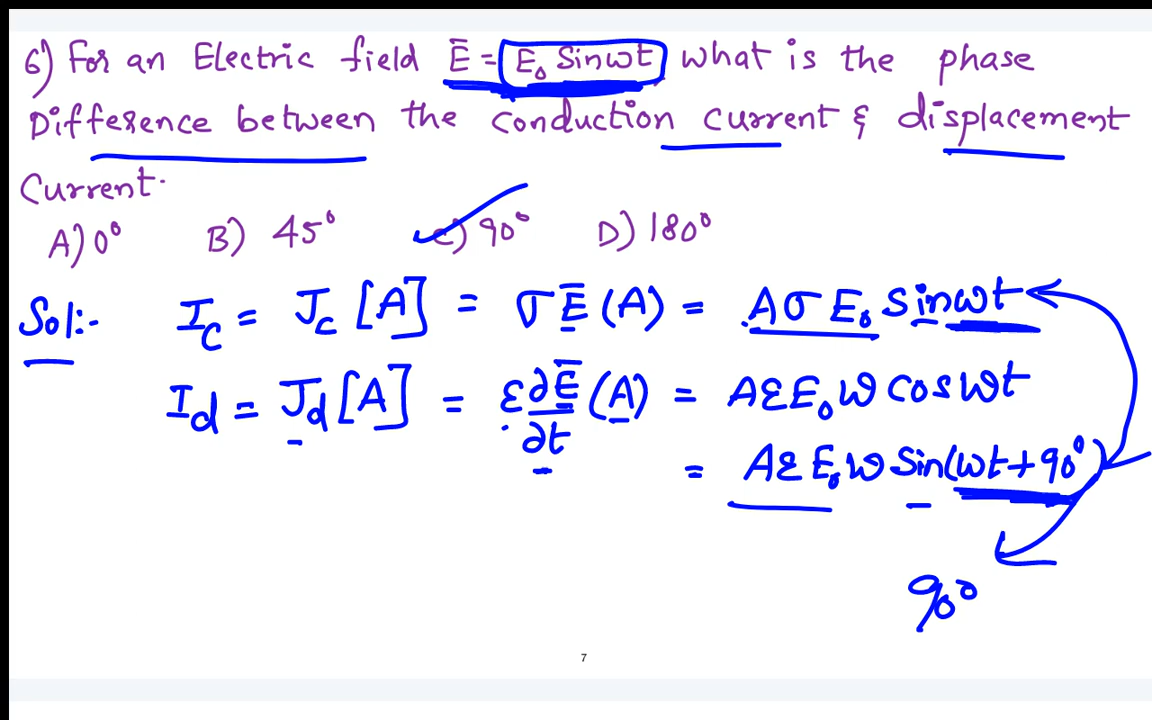 6) For an Electric field Ē = E₀ Sinωt what is the phase
Difference between the conduction current & displacement
Current.
A) 0° B) 45° C) 90° D) 180°
Sol:- I_C = J_C [A] = σ Ē (A) = Aσ E₀ Sinωt
I_d = J_d [A] = ε ∂Ē/∂t (A) = AεE₀ω Cosωt
= AεE₀ω Sin(ωt+90°)
90°
7